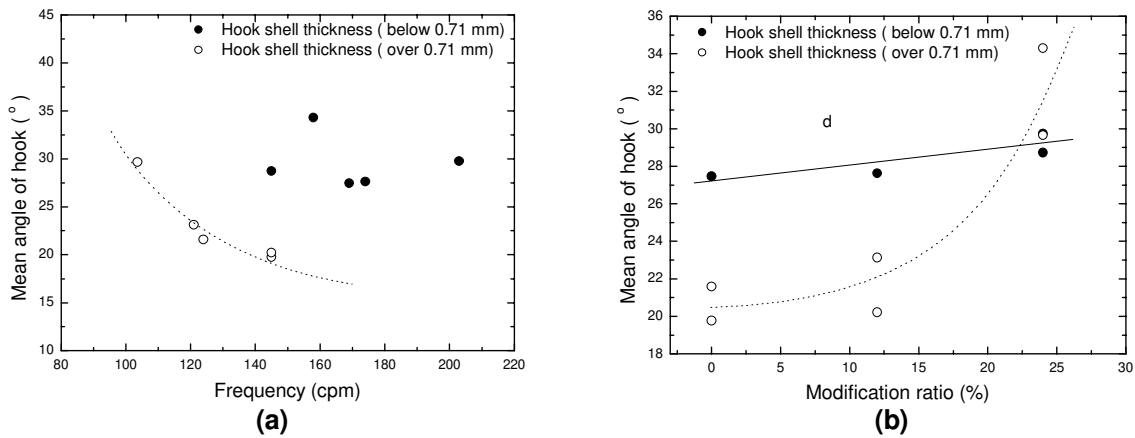 Hook shell thickness ( below 0.71 mm)
Hook shell thickness ( over 0.71 mm)
45
40
35
30
25
20
15
10
Mean angle of hook ( ° )
80 100 120 140 160 180 200 220
Frequency (cpm)
(a)
Hook shell thickness ( below 0.71 mm)
Hook shell thickness ( over 0.71 mm)
d
36
34
32
30
28
26
24
22
20
18
Mean angle of hook ( ° )
0 5 10 15 20 25 30
Modification ratio (%)
(b)